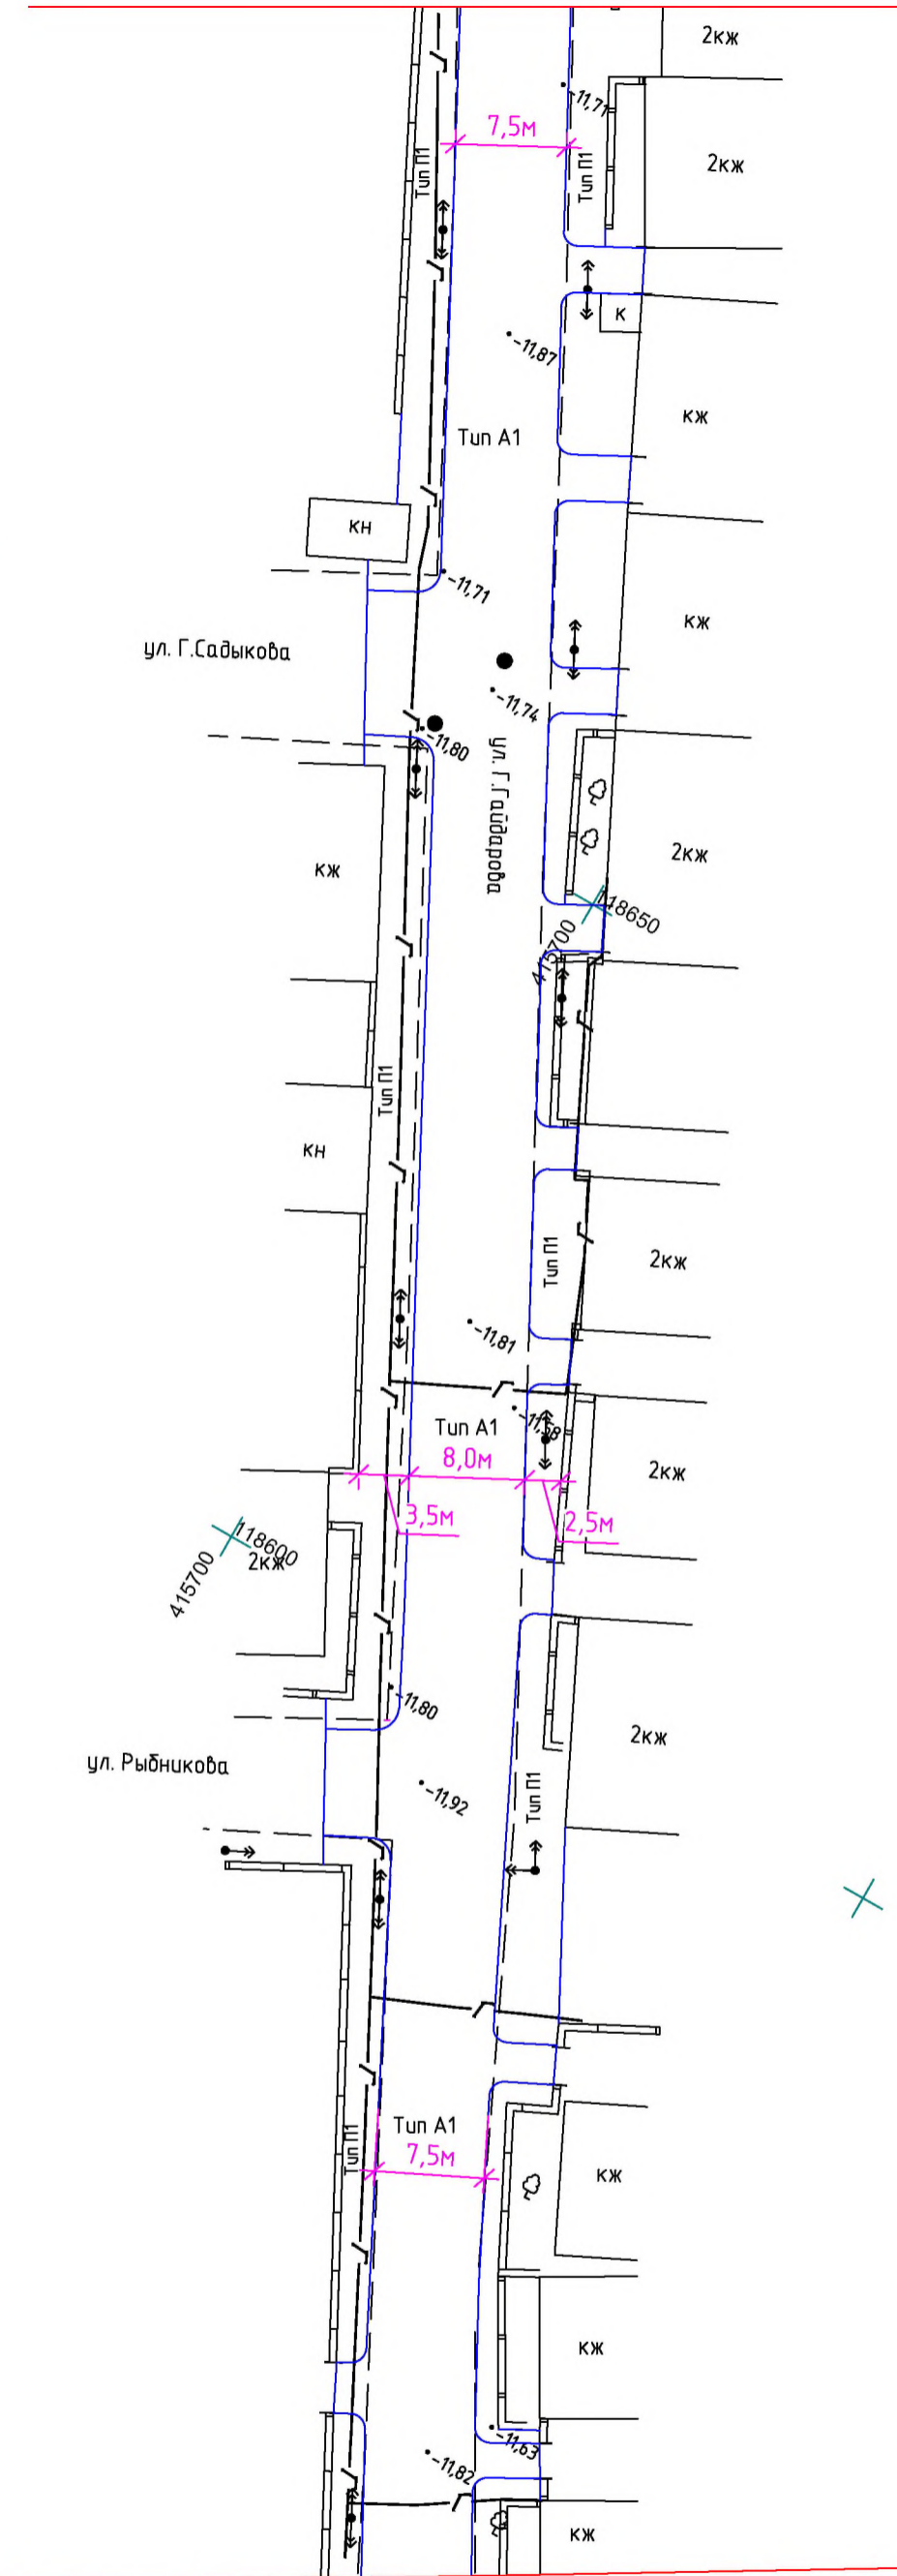 2кж
-11,71
7,5м
Тип П1
Тип П1
2кж
К
-11,87
кж
Тип А1
кн
-11,71
кж
ул. Г.Садыкова
-11,74
-11,80
ул. Г.Гайдарова
2кж
кж
118650
415700
Тип П1
кн
Тип П1
2кж
-11,81
Тип А1
8,0м
2кж
3,5м
2,5м
118600
415700
2кж
-11,80
2кж
ул. Рыбникова
-11,92
Тип П1
Тип А1
Тип П1
7,5м
кж
кж
-11,63
-11,82
кж